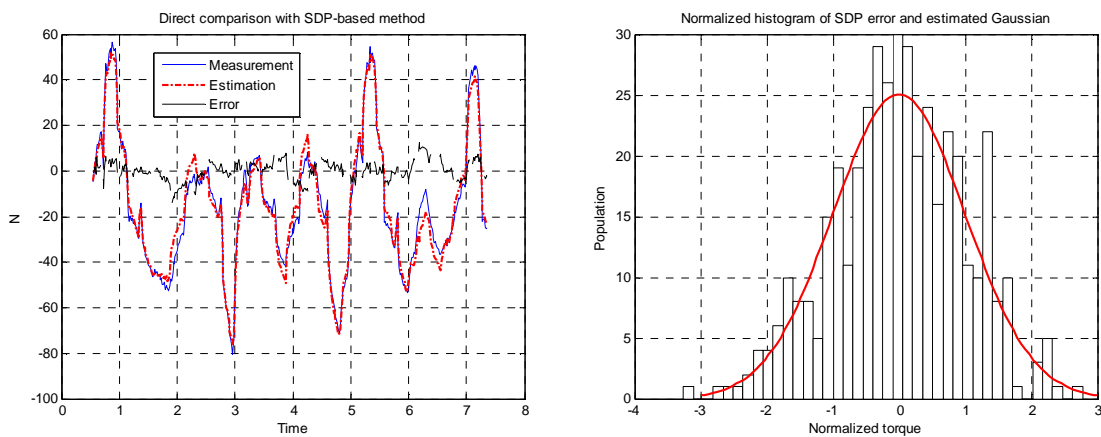 Direct comparison with SDP-based method
60
40
20
0
-20
-40
-60
-80
-100
N
Measurement
Estimation
Error
0 1 2 3 4 5 6 7 8
Time
Normalized histogram of SDP error and estimated Gaussian
30
25
20
15
10
5
0
Population
-4 -3 -2 -1 0 1 2 3
Normalized torque